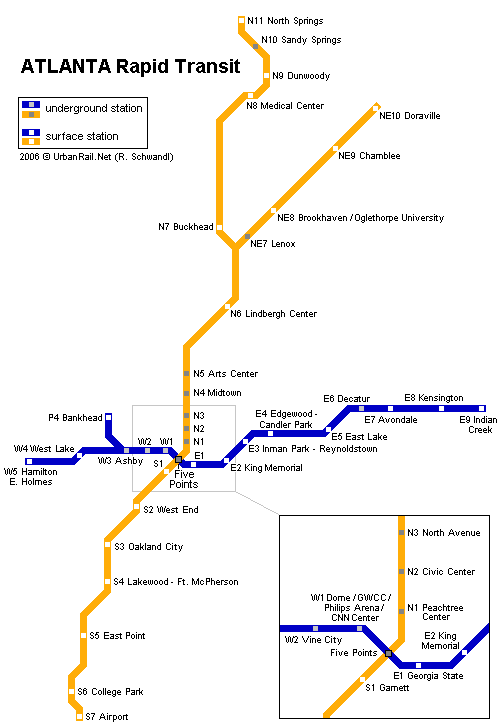 N11 North Springs
N10 Sandy Springs
ATLANTA Rapid Transit
N9 Dunwoody
N8 Medical Center
underground station
surface station
2006 © UrbanRail.Net (R. Schwandl)
NE10 Doraville
NE9 Chamblee
NE8 Brookhaven / Oglethorpe University
N7 Buckhead
NE7 Lenox
N6 Lindbergh Center
N5 Arts Center
N4 Midtown
P4 Bankhead
N3
N2
N1
E6 Decatur
E8 Kensington
E4 Edgewood -
Candler Park
E7 Avondale
E9 Indian
Creek
E5 East Lake
W4 West Lake
W2
W1
W3 Ashby
S1
E1
E3 Inman Park - Reynoldstown
E2 King Memorial
W5 Hamilton
E. Holmes
Five
Points
S2 West End
S3 Oakland City
S4 Lakewood - Ft. McPherson
S5 East Point
S6 College Park
S7 Airport
N3 North Avenue
N2 Civic Center
W1 Dome / GWCC /
Philips Arena /
CNN Center
N1 Peachtree
Center
W2 Vine City
E2 King
Memorial
Five Points
E1 Georgia State
S1 Garnett